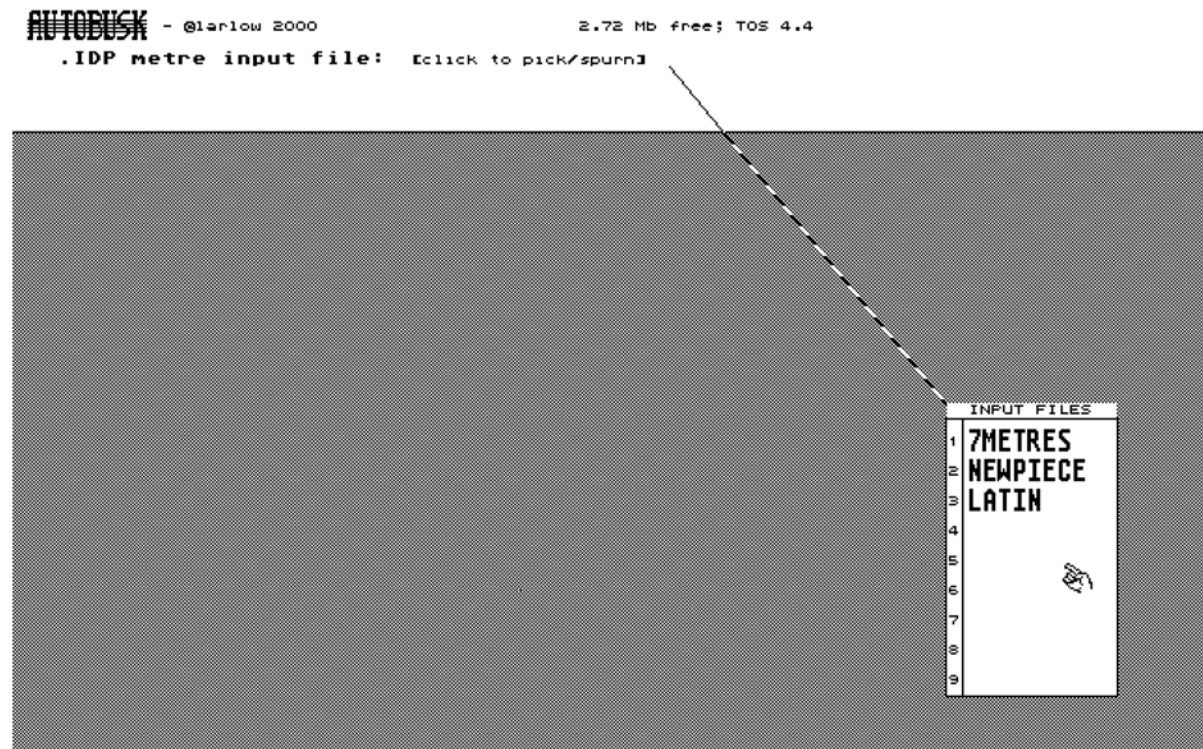 AUTOBUSK - @larlow 2000 2.72 Mb free; TOS 4.4
.IDP metre input file: [click to pick/spurn]
INPUT FILES
1 7METRES
2 NEWPIECE
3 LATIN
4
5
6
7
8
9